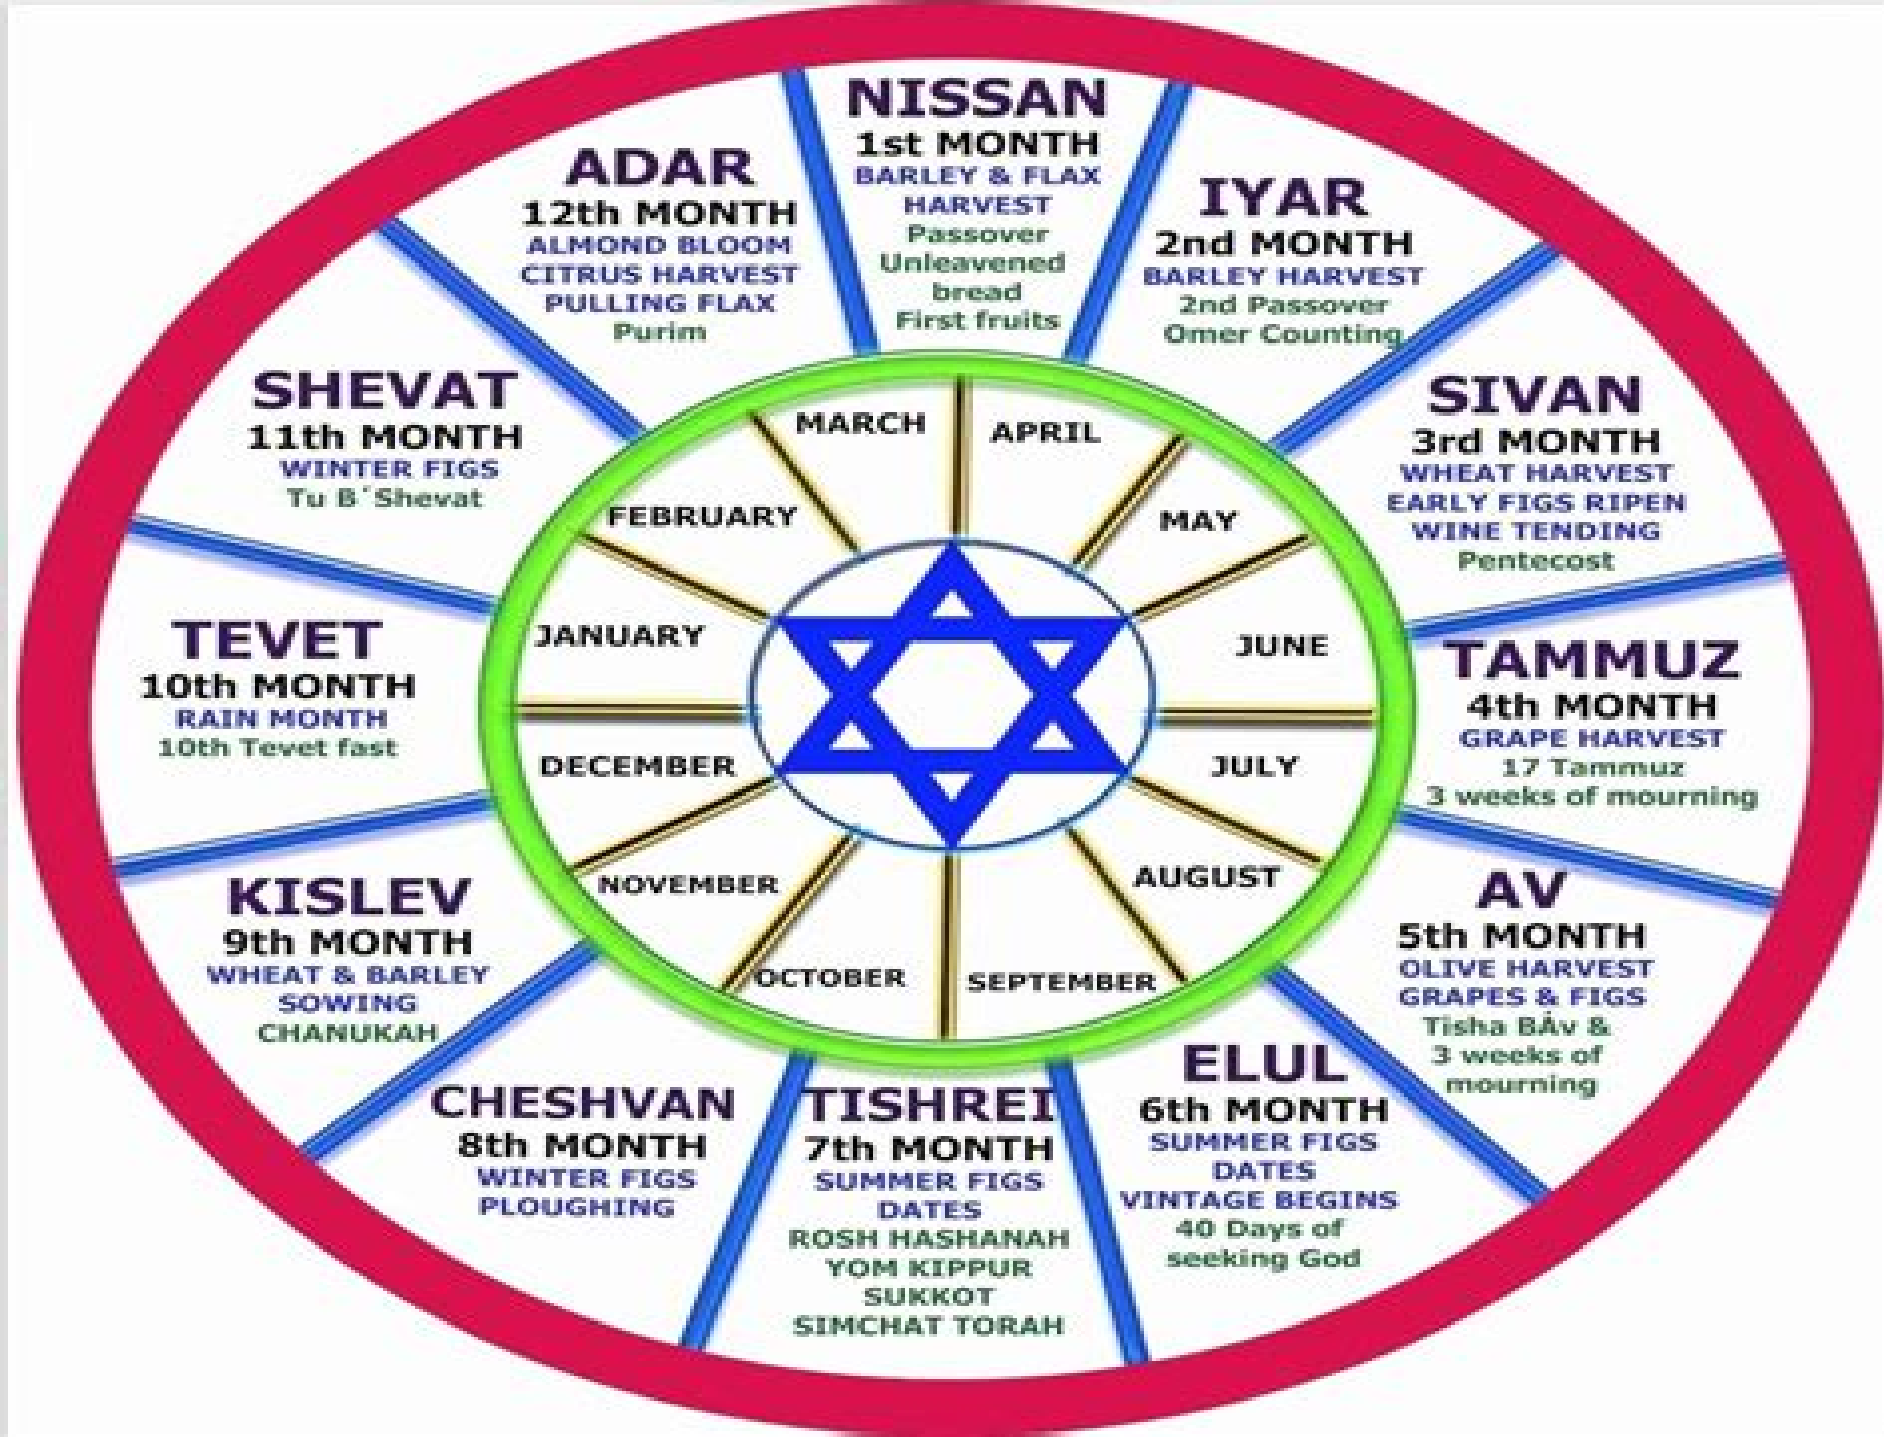 NISSAN
1st MONTH
BARLEY & FLAX
HARVEST
Passover
Unleavened
bread
First fruits
IYAR
2nd MONTH
BARLEY HARVEST
2nd Passover
Omer Counting
SIVAN
3rd MONTH
WHEAT HARVEST
EARLY FIGS RIPEN
WINE TENDING
Pentecost
TAMMUZ
4th MONTH
GRAPE HARVEST
17 Tammuz
3 weeks of mourning
AV
5th MONTH
OLIVE HARVEST
GRAPES & FIGS
Tisha BÁv &
3 weeks of
mourning
ELUL
6th MONTH
SUMMER FIGS
DATES
VINTAGE BEGINS
40 Days of
seeking God
TISHREI
7th MONTH
SUMMER FIGS
DATES
ROSH HASHANAH
YOM KIPPUR
SUKKOT
SIMCHAT TORAH
CHESHVAN
8th MONTH
WINTER FIGS
PLOUGHING
KISLEV
9th MONTH
WHEAT & BARLEY
SOWING
CHANUKAH
TEVET
10th MONTH
RAIN MONTH
10th Tevet fast
SHEVAT
11th MONTH
WINTER FIGS
Tu B´Shevat
ADAR
12th MONTH
ALMOND BLOOM
CITRUS HARVEST
PULLING FLAX
Purim
MARCH
APRIL
MAY
JUNE
JULY
AUGUST
SEPTEMBER
OCTOBER
NOVEMBER
DECEMBER
JANUARY
FEBRUARY